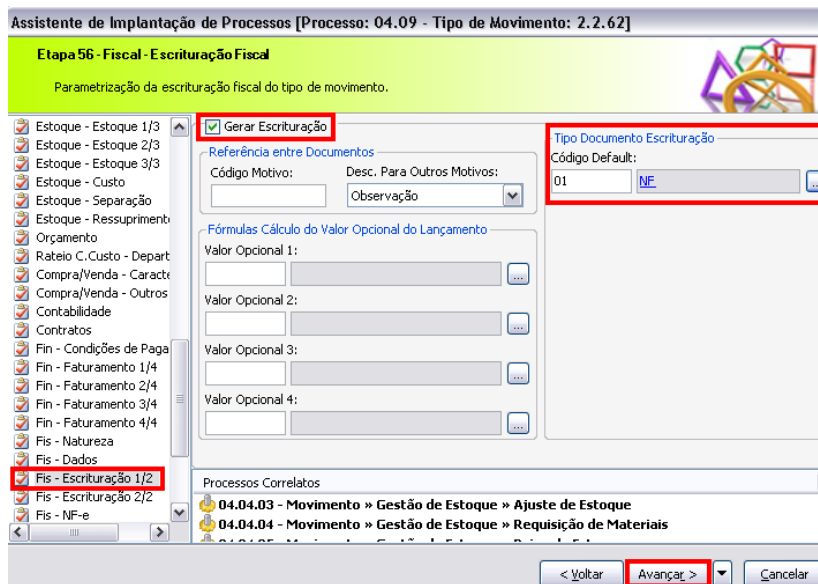 Assistente de Implantação de Processos [Processo: 04.09 - Tipo de Movimento: 2.2.62]
Etapa 56 - Fiscal - Escrituração Fiscal
Parametrização da escrituração fiscal do tipo de movimento.
Estoque - Estoque 1/3
Estoque - Estoque 2/3
Estoque - Estoque 3/3
Estoque - Custo
Estoque - Separação
Estoque - Ressuprimento
Orçamento
Rateio C.Custo - Depart
Compra/Venda - Caracte
Compra/Venda - Outros
Contabilidade
Contratos
Fin - Condições de Paga
Fin - Faturamento 1/4
Fin - Faturamento 2/4
Fin - Faturamento 3/4
Fin - Faturamento 4/4
Fis - Natureza
Fis - Dados
Fis - Escrituração 1/2
Fis - Escrituração 2/2
Fis - NF-e
Gerar Escrituração
Referência entre Documentos
Código Motivo:
Desc. Para Outros Motivos:
Observação
Fórmulas Cálculo do Valor Opcional do Lançamento
Valor Opcional 1:
...
Valor Opcional 2:
...
Valor Opcional 3:
...
Valor Opcional 4:
...
Tipo Documento Escrituração
Código Default:
01 NF
...
Processos Correlatos
04.04.03 - Movimento » Gestão de Estoque » Ajuste de Estoque
04.04.04 - Movimento » Gestão de Estoque » Requisição de Materiais
< Voltar Avançar > Cancelar